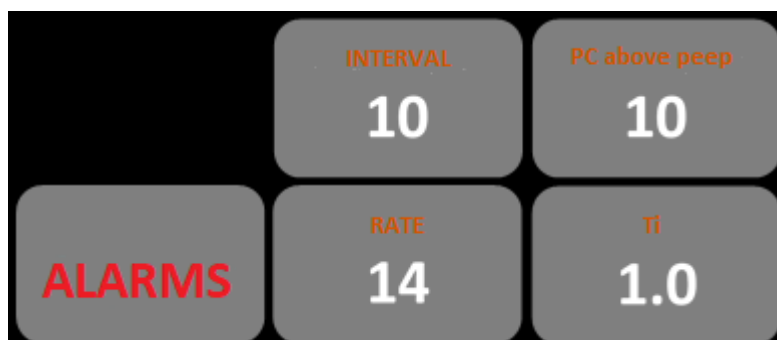 INTERVAL
10
PC above peep
10
ALARMS
RATE
14
Ti
1.0